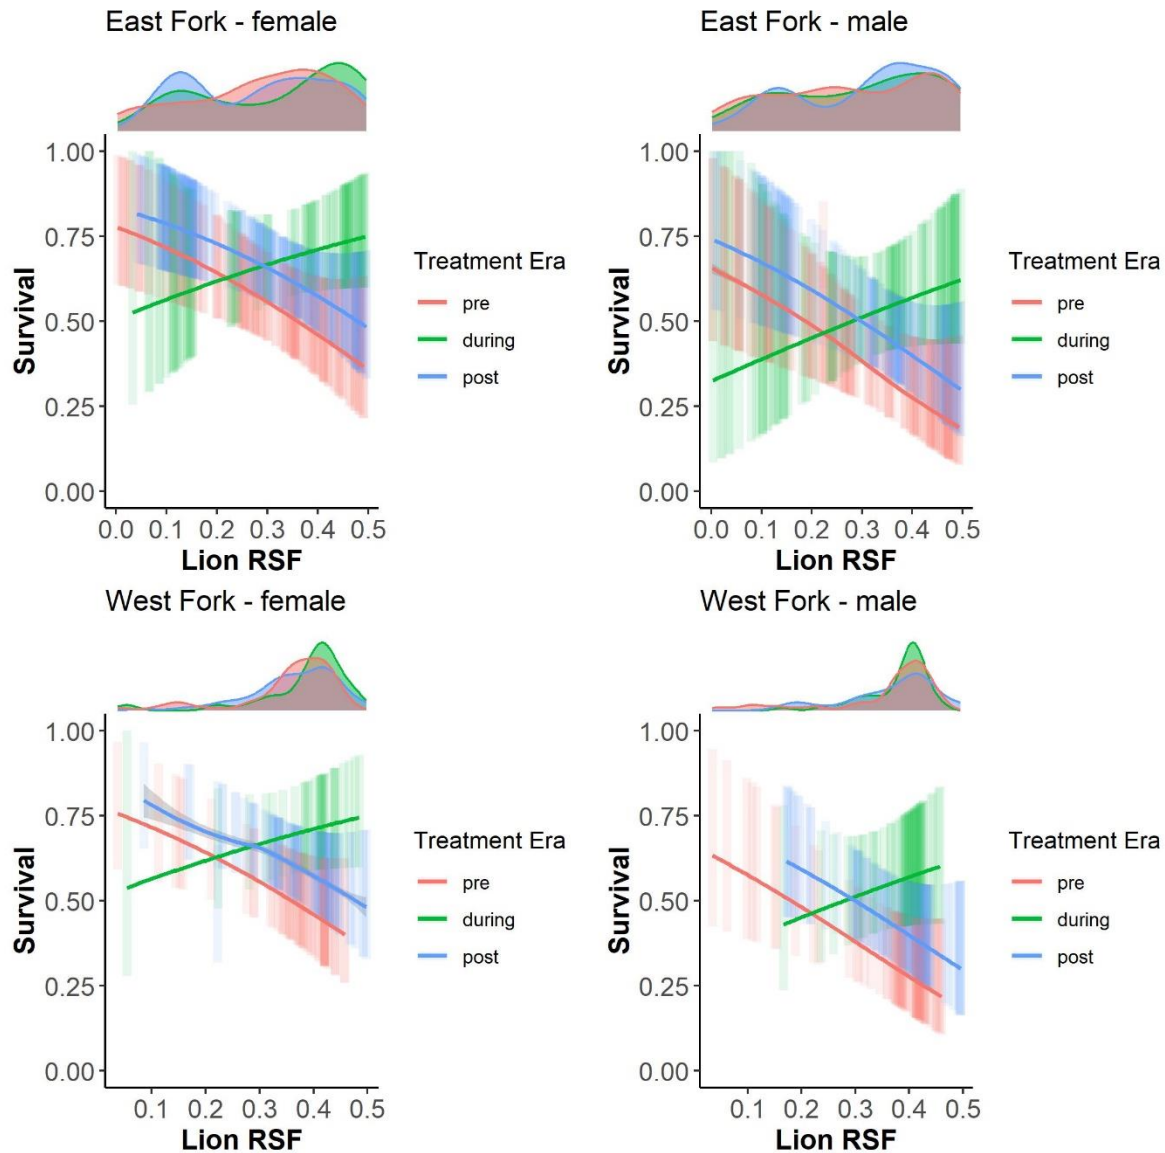 East Fork - female
1.00
0.75
0.50
0.25
0.00
Survival
0.0 0.1 0.2 0.3 0.4 0.5
Lion RSF
Treatment Era
pre
during
post
East Fork - male
1.00
0.75
0.50
0.25
0.00
Survival
0.0 0.1 0.2 0.3 0.4 0.5
Lion RSF
Treatment Era
pre
during
post
West Fork - female
1.00
0.75
0.50
0.25
0.00
Survival
0.1 0.2 0.3 0.4 0.5
Lion RSF
Treatment Era
pre
during
post
West Fork - male
1.00
0.75
0.50
0.25
0.00
Survival
0.1 0.2 0.3 0.4 0.5
Lion RSF
Treatment Era
pre
during
post